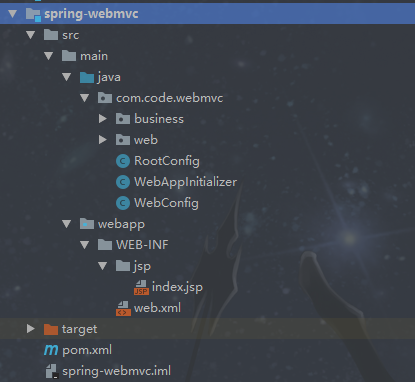 spring-webmvc
src
main
java
com.code.webmvc
business
web
RootConfig
WebAppInitializer
WebConfig
webapp
WEB-INF
jsp
index.jsp
web.xml
target
pom.xml
spring-webmvc.iml